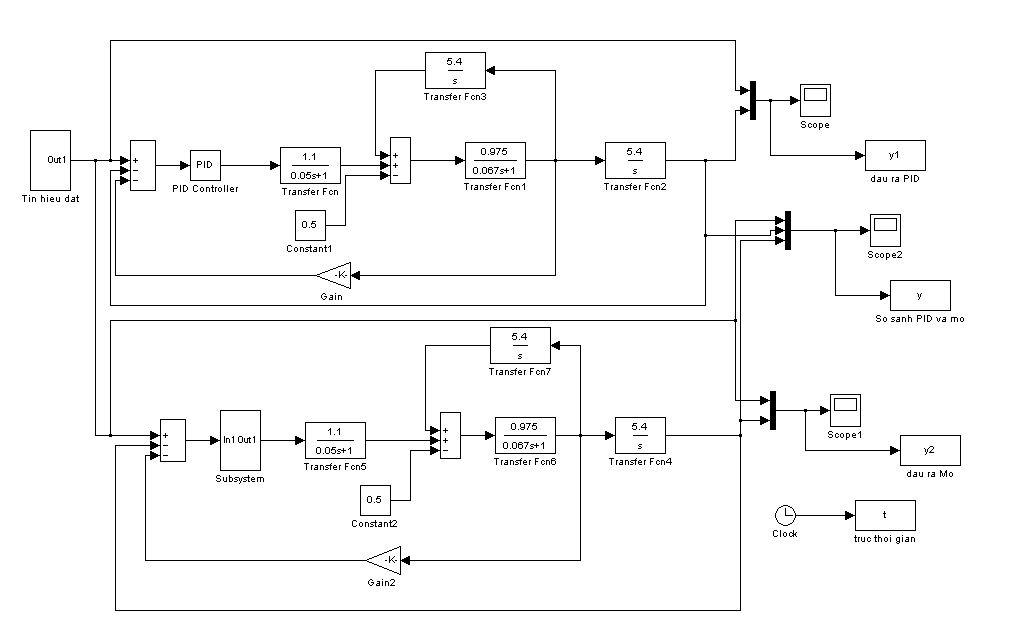 5.4
s
Transfer Fcn3
Scope
Out1
Tin hieu dat
+
−
−
PID
PID Controller
1.1
0.05s+1
Transfer Fcn
+
+
−
0.975
0.067s+1
Transfer Fcn1
5.4
s
Transfer Fcn2
y1
dau ra PID
0.5
Constant1
Scope2
-K-
Gain
y
So sanh PID va mo
5.4
s
Transfer Fcn7
+
−
−
In1 Out1
Subsystem
1.1
0.05s+1
Transfer Fcn5
+
+
−
0.975
0.067s+1
Transfer Fcn6
5.4
s
Transfer Fcn4
Scope1
y2
dau ra Mo
0.5
Constant2
Clock
t
truc thoi gian
-K-
Gain2